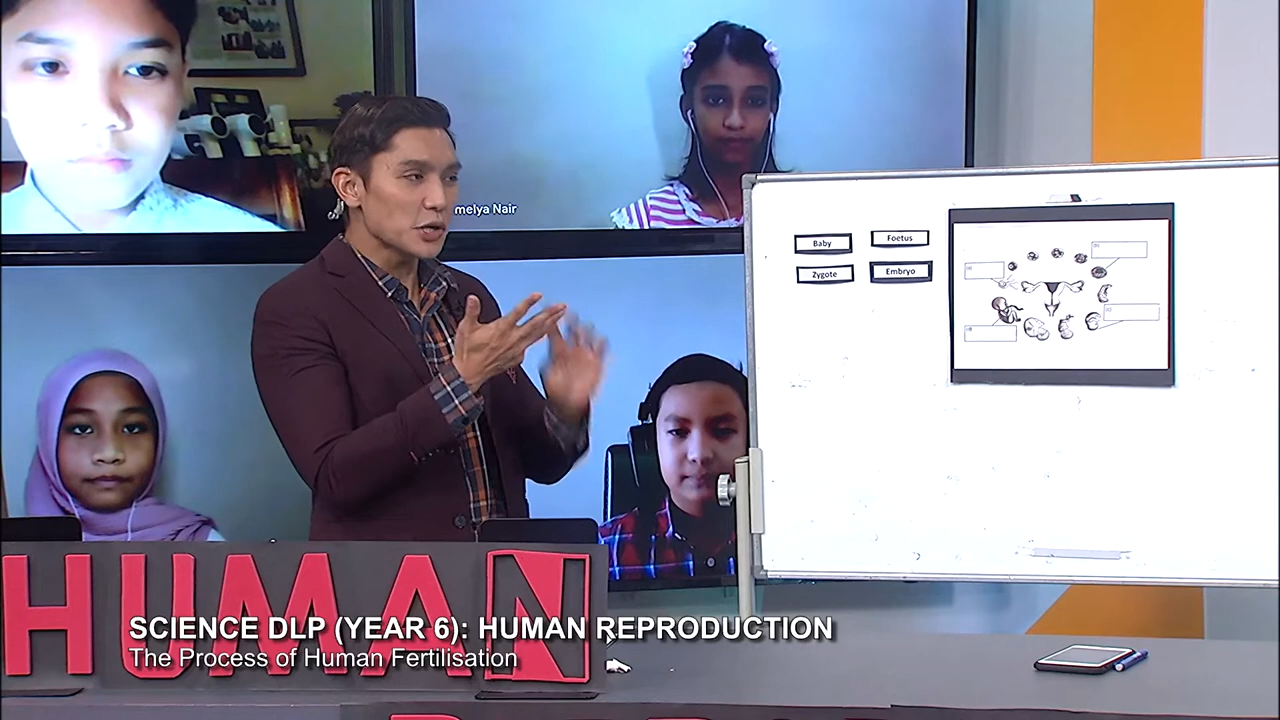 melya Nair
Baby
Foetus
Zygote
Embryo
HUMAN
SCIENCE DLP (YEAR 6): HUMAN REPRODUCTION
The Process of Human Fertilisation